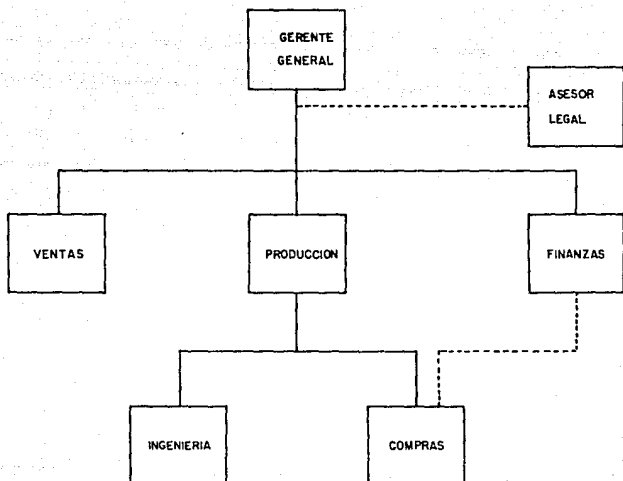 GERENTE
GENERAL
ASESOR
LEGAL
VENTAS
PRODUCCION
FINANZAS
INGENIERIA
COMPRAS